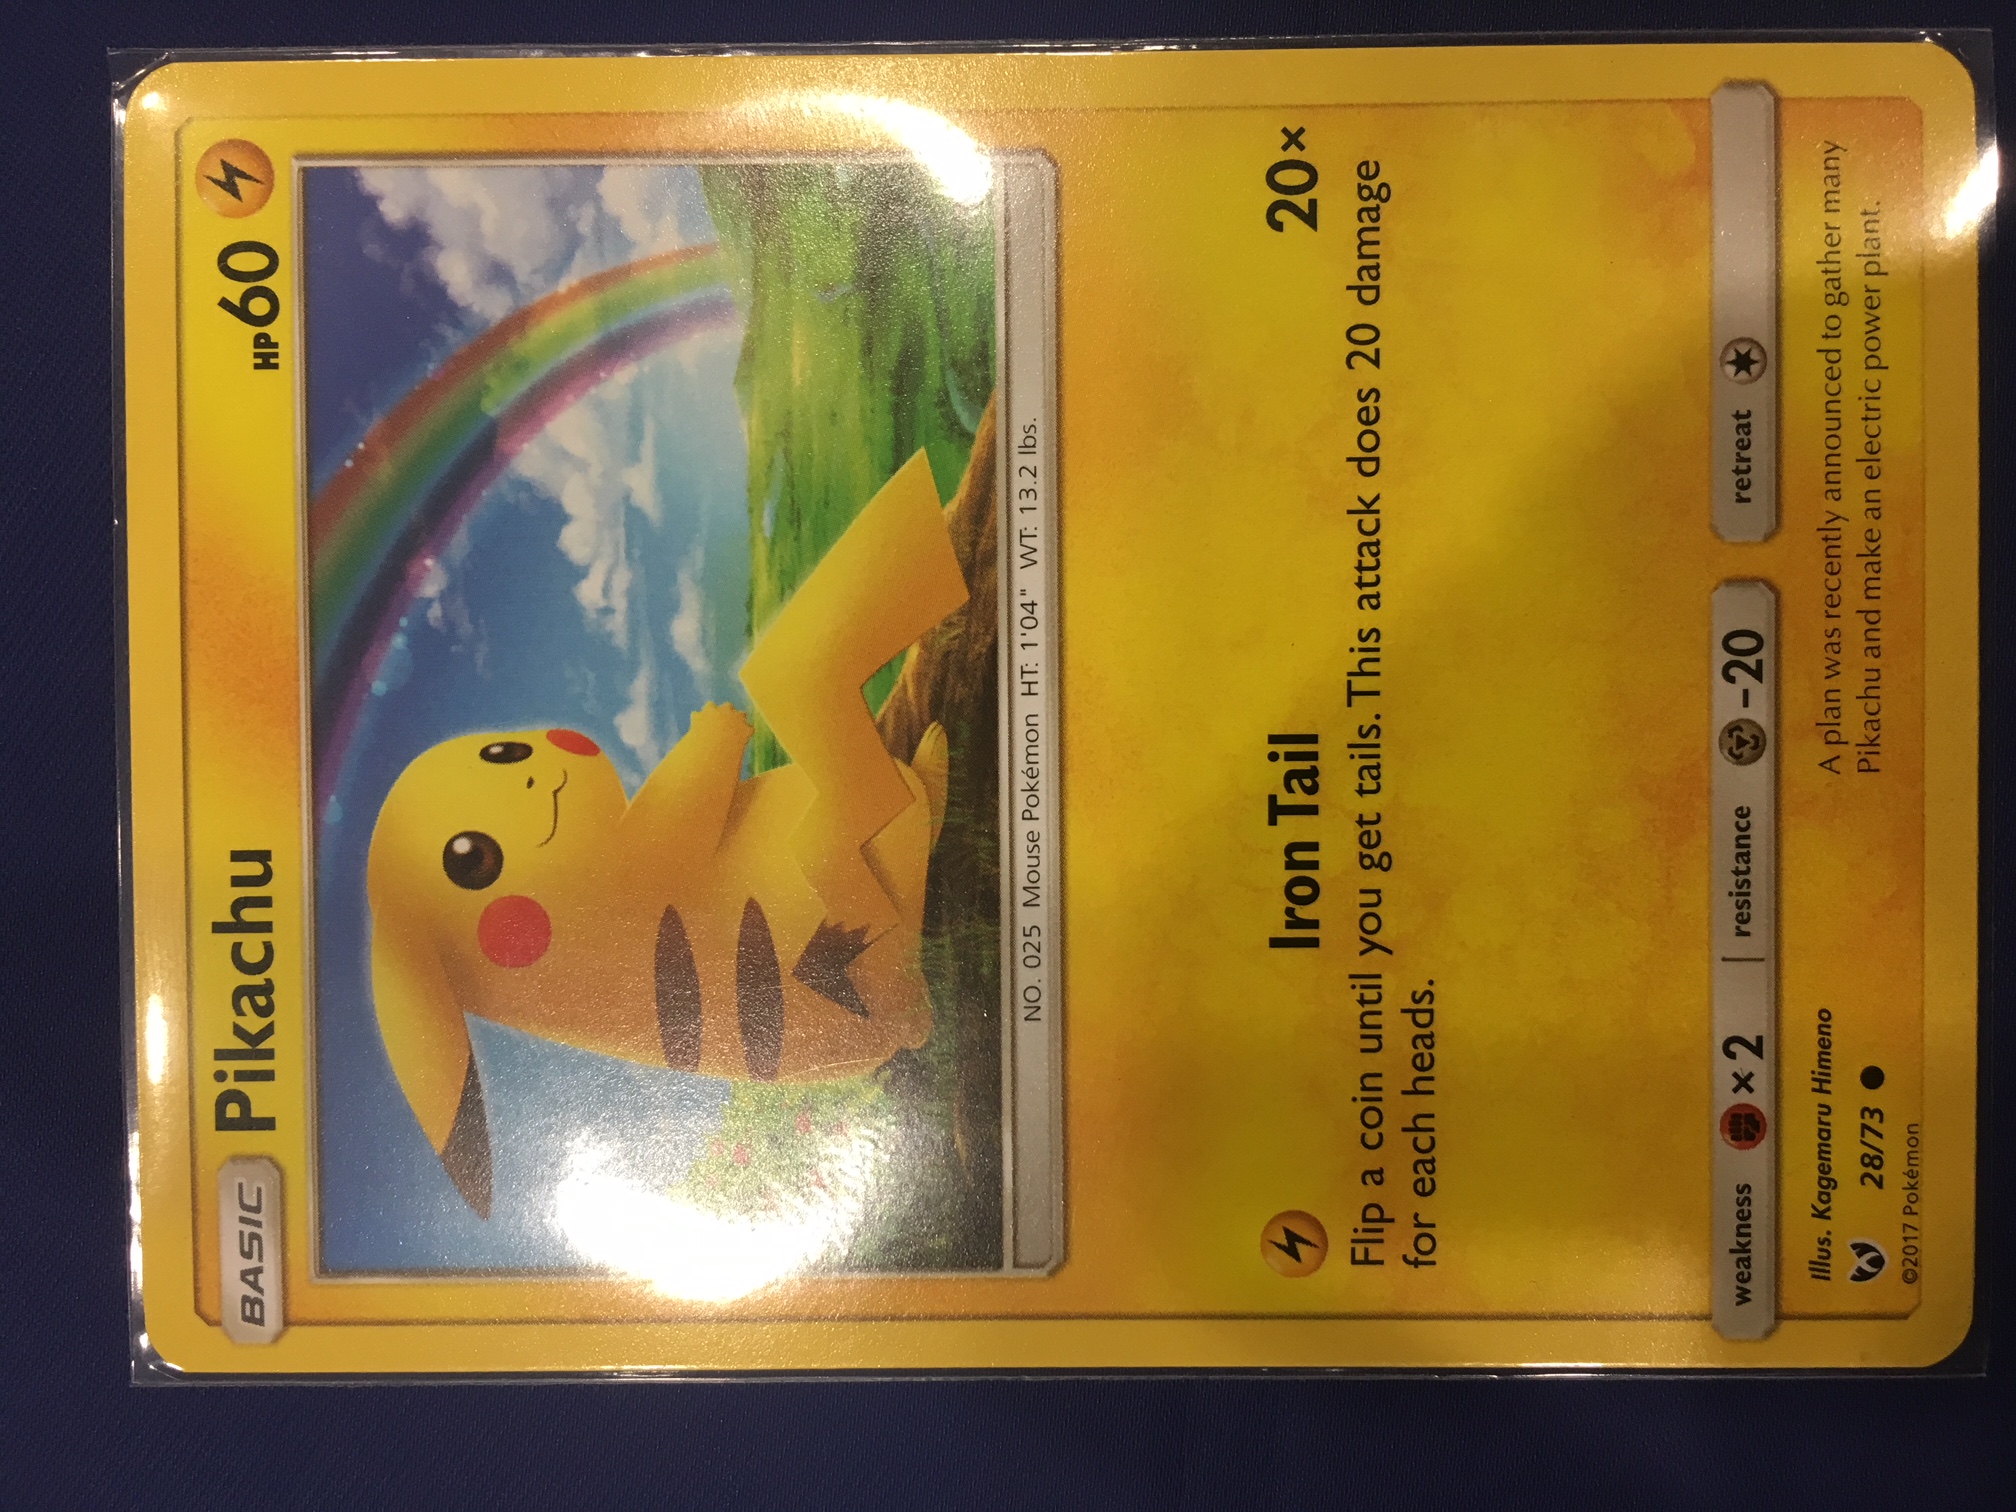 BASIC Pikachu HP 60
NO. 025 Mouse Pokémon HT: 1'04" WT: 13.2 lbs.
Iron Tail 20×
Flip a coin until you get tails. This attack does 20 damage
for each heads.
weakness ×2 resistance -20 retreat
Illus. Kagemaru Himeno
28/73
©2017 Pokémon
A plan was recently announced to gather many
Pikachu and make an electric power plant.